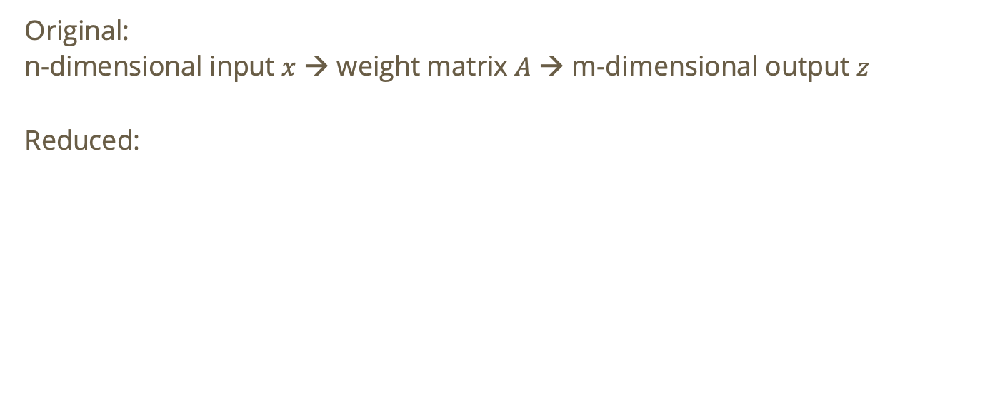 Original:
n-dimensional input x → weight matrix A → m-dimensional output z
Reduced: